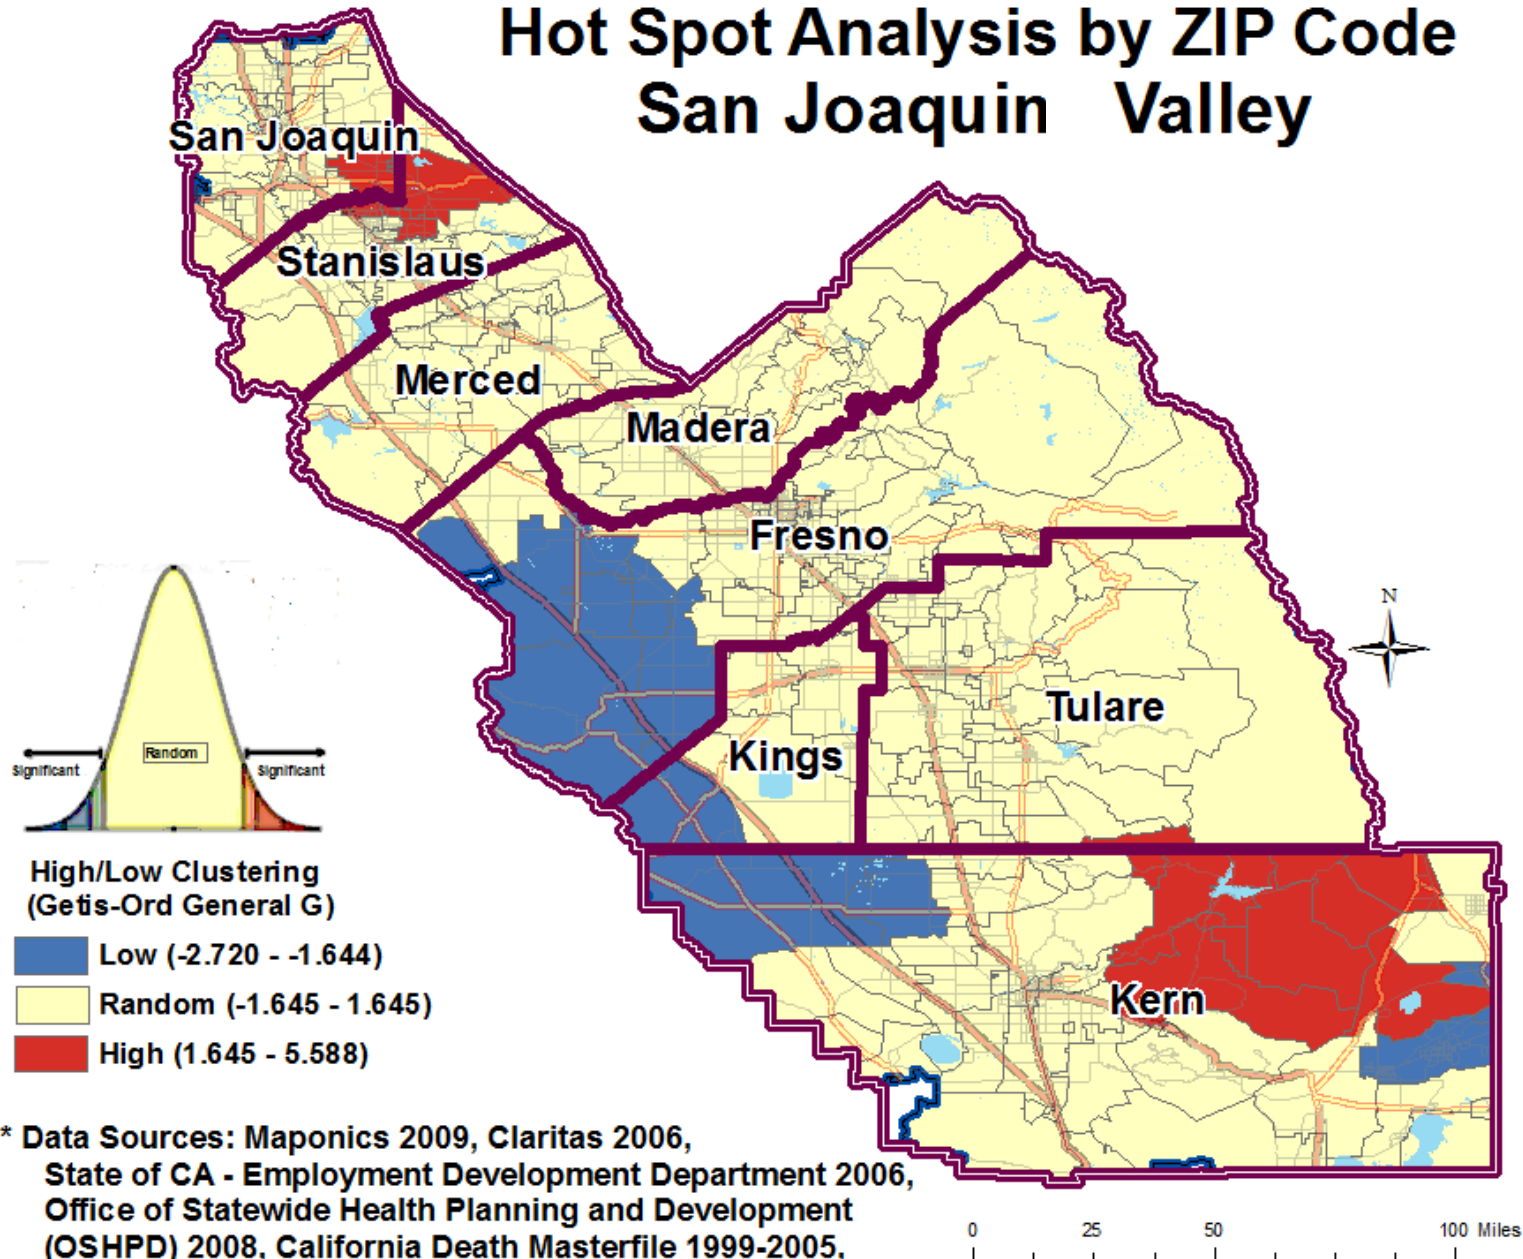 Hot Spot Analysis by ZIP Code
San Joaquin Valley
San Joaquin
Stanislaus
Merced
Madera
Fresno
Tulare
Kings
Kern
N
Random
Significant
Significant
High/Low Clustering
(Getis-Ord General G)
Low (-2.720 - -1.644)
Random (-1.645 - 1.645)
High (1.645 - 5.588)
* Data Sources: Maponics 2009, Claritas 2006,
State of CA - Employment Development Department 2006,
Office of Statewide Health Planning and Development
(OSHPD) 2008, California Death Masterfile 1999-2005,
0 25 50 100 Miles